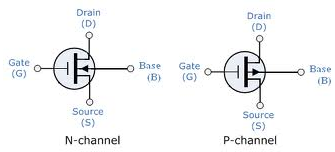 Drain
(D)
Gate
(G)
Base
(B)
Source
(S)
N-channel
Drain
(D)
Gate
(G)
Base
(B)
Source
(S)
P-channel